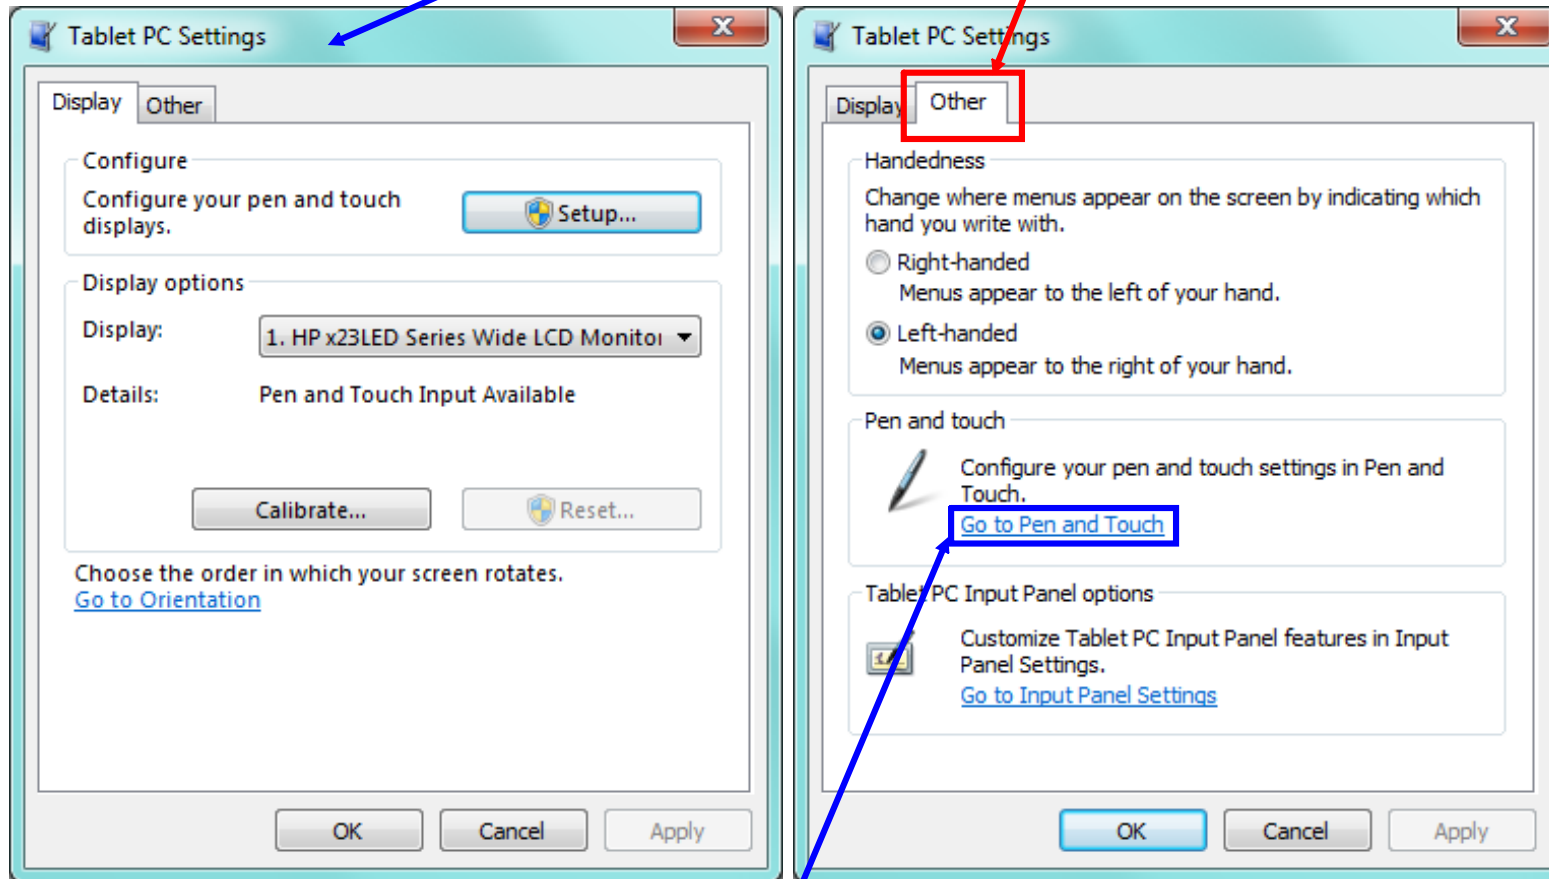 Tablet PC Settings
Display
Other
Configure
Configure your pen and touch
displays.
Setup...
Display options
Display:
1. HP x23LED Series Wide LCD Monitor
Details:
Pen and Touch Input Available
Calibrate...
Reset...
Choose the order in which your screen rotates.
Go to Orientation
OK
Cancel
Apply
Tablet PC Settings
Display
Other
Handedness
Change where menus appear on the screen by indicating which
hand you write with.
Right-handed
Menus appear to the left of your hand.
Left-handed
Menus appear to the right of your hand.
Pen and touch
Configure your pen and touch settings in Pen and
Touch.
Go to Pen and Touch
Tablet PC Input Panel options
Customize Tablet PC Input Panel features in Input
Panel Settings.
Go to Input Panel Settings
OK
Cancel
Apply